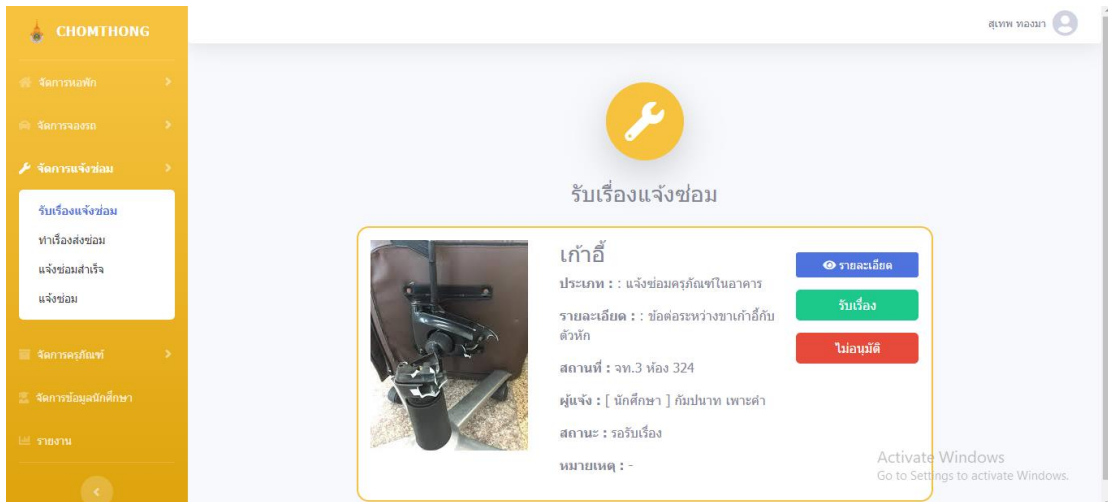 CHOMTHONG
สุเทพ ทองมา
จัดการหอพัก
จัดการจองรถ
จัดการแจ้งซ่อม
รับเรื่องแจ้งซ่อม
ทำเรื่องส่งซ่อม
แจ้งซ่อมสำเร็จ
แจ้งซ่อม
จัดการครุภัณฑ์
จัดการข้อมูลนักศึกษา
รายงาน
รับเรื่องแจ้งซ่อม
เก้าอี้
ประเภท : : แจ้งซ่อมครุภัณฑ์ในอาคาร
รายละเอียด : : ข้อต่อระหว่างขาเก้าอี้กับ
ตัวหัก
สถานที่ : จท.3 ห้อง 324
ผู้แจ้ง : [ นักศึกษา ] กัมปนาท เพาะคำ
สถานะ : รอรับเรื่อง
หมายเหตุ : -
รายละเอียด
รับเรื่อง
ไม่อนุมัติ
Activate Windows
Go to Settings to activate Windows.